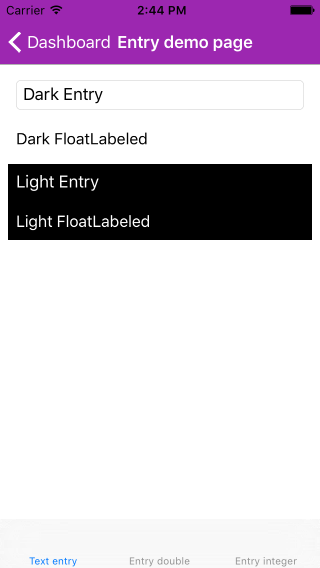 Carrier 2:44 PM
Dashboard Entry demo page
Dark Entry
Dark FloatLabeled
Light Entry
Light FloatLabeled
Text entry Entry double Entry integer